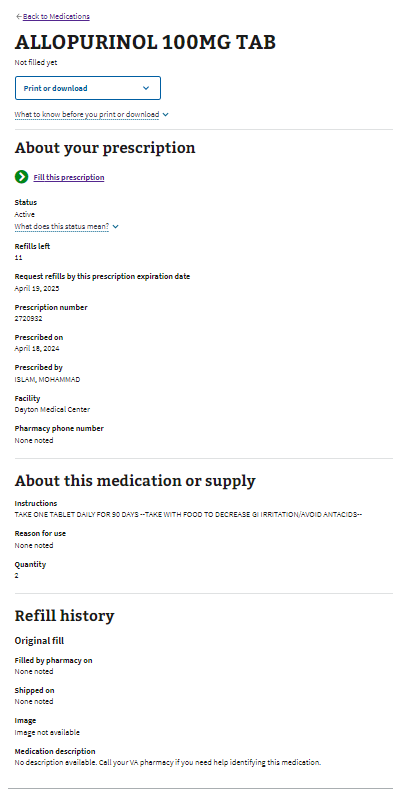 Back to Medications
ALLOPURINOL 100MG TAB
Not filled yet
Print or download
What to know before you print or download
About your prescription
Fill this prescription
Status
Active
What does this status mean?
Refills left
11
Request refills by this prescription expiration date
April 19, 2025
Prescription number
2720932
Prescribed on
April 18, 2024
Prescribed by
ISLAM, MOHAMMAD
Facility
Dayton Medical Center
Pharmacy phone number
None noted
About this medication or supply
Instructions
TAKE ONE TABLET DAILY FOR 90 DAYS --TAKE WITH FOOD TO DECREASE GI IRRITATION/AVOID ANTACIDS--
Reason for use
None noted
Quantity
2
Refill history
Original fill
Filled by pharmacy on
None noted
Shipped on
None noted
Image
Image not available
Medication description
No description available. Call your VA pharmacy if you need help identifying this medication.